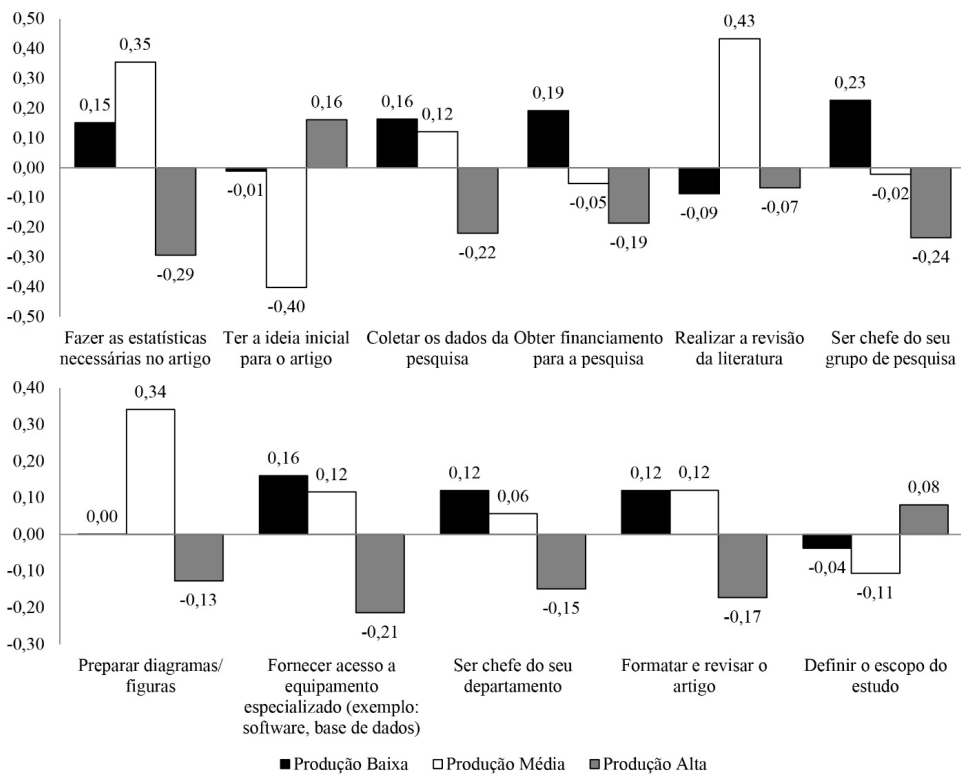 0,50
0,40
0,30
0,20
0,10
0,00
-0,10
-0,20
-0,30
-0,40
-0,50
0,15
0,35
-0,29
-0,01
-0,40
0,16
0,16
0,12
-0,22
0,19
-0,05
-0,19
-0,09
0,43
-0,07
0,23
-0,02
-0,24
Fazer as estatísticas
necessárias no artigo
Ter a ideia inicial
para o artigo
Coletar os dados da
pesquisa
Obter financiamento
para a pesquisa
Realizar a revisão
da literatura
Ser chefe do seu
grupo de pesquisa
0,40
0,30
0,20
0,10
0,00
-0,10
-0,20
-0,30
0,00
0,34
-0,13
0,16
0,12
-0,21
0,12
0,06
-0,15
0,12
0,12
-0,17
-0,04
-0,11
0,08
Preparar diagramas/
figuras
Fornecer acesso a
equipamento
especializado (exemplo:
software, base de dados)
Ser chefe do seu
departamento
Formatar e revisar o
artigo
Definir o escopo do
estudo
Produção Baixa
Produção Média
Produção Alta